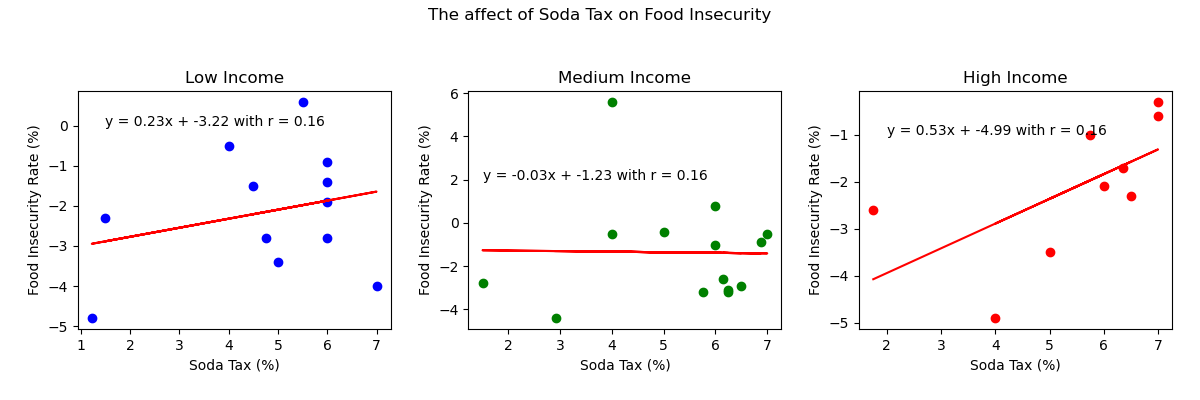 The affect of Soda Tax on Food Insecurity
Low Income
Food Insecurity Rate (%)
0
−1
−2
−3
−4
−5
y = 0.23x + -3.22 with r = 0.16
1 2 3 4 5 6 7
Soda Tax (%)
Medium Income
Food Insecurity Rate (%)
6
4
2
0
−2
−4
y = -0.03x + -1.23 with r = 0.16
2 3 4 5 6 7
Soda Tax (%)
High Income
Food Insecurity Rate (%)
−1
−2
−3
−4
−5
y = 0.53x + -4.99 with r = 0.16
2 3 4 5 6 7
Soda Tax (%)